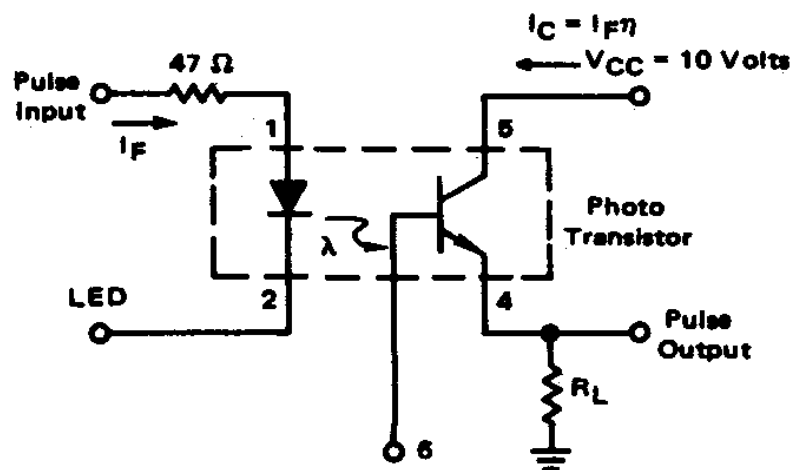 I_C = I_Fη
V_CC = 10 Volts
47 Ω
Pulse
Input
I_F
1
5
Photo
Transistor
λ
LED
2
4
Pulse
Output
R_L
6